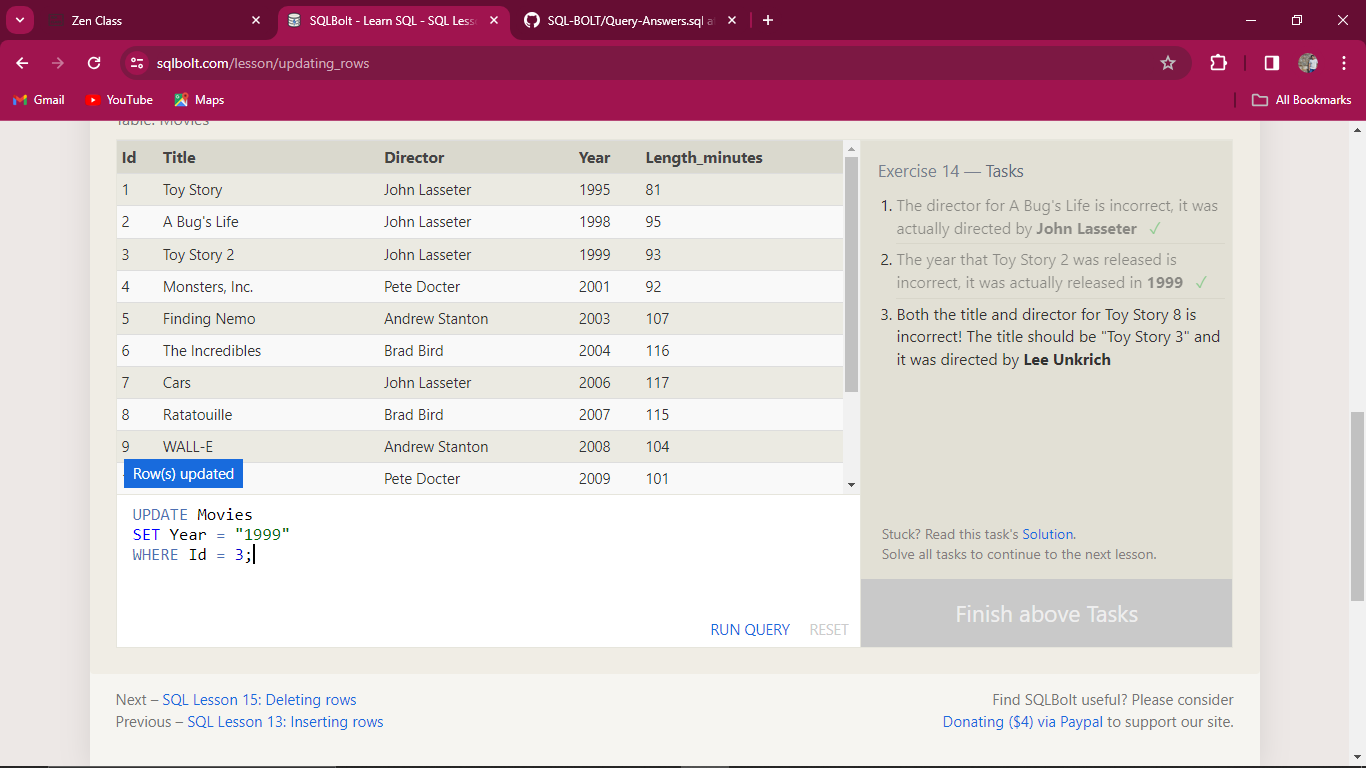 Zen Class
SQLBolt - Learn SQL - SQL Less
SQL-BOLT/Query-Answers.sql at
sqlbolt.com/lesson/updating_rows
Gmail YouTube Maps All Bookmarks
Table: Movies
Id Title Director Year Length_minutes
1 Toy Story John Lasseter 1995 81
2 A Bug's Life John Lasseter 1998 95
3 Toy Story 2 John Lasseter 1999 93
4 Monsters, Inc. Pete Docter 2001 92
5 Finding Nemo Andrew Stanton 2003 107
6 The Incredibles Brad Bird 2004 116
7 Cars John Lasseter 2006 117
8 Ratatouille Brad Bird 2007 115
9 WALL-E Andrew Stanton 2008 104
Pete Docter 2009 101
Row(s) updated
UPDATE Movies
SET Year = "1999"
WHERE Id = 3;
RUN QUERY RESET
Exercise 14 — Tasks
1. The director for A Bug's Life is incorrect, it was
actually directed by John Lasseter ✓
2. The year that Toy Story 2 was released is
incorrect, it was actually released in 1999 ✓
3. Both the title and director for Toy Story 8 is
incorrect! The title should be "Toy Story 3" and
it was directed by Lee Unkrich
Stuck? Read this task's Solution.
Solve all tasks to continue to the next lesson.
Finish above Tasks
Next – SQL Lesson 15: Deleting rows
Previous – SQL Lesson 13: Inserting rows
Find SQLBolt useful? Please consider
Donating ($4) via Paypal to support our site.